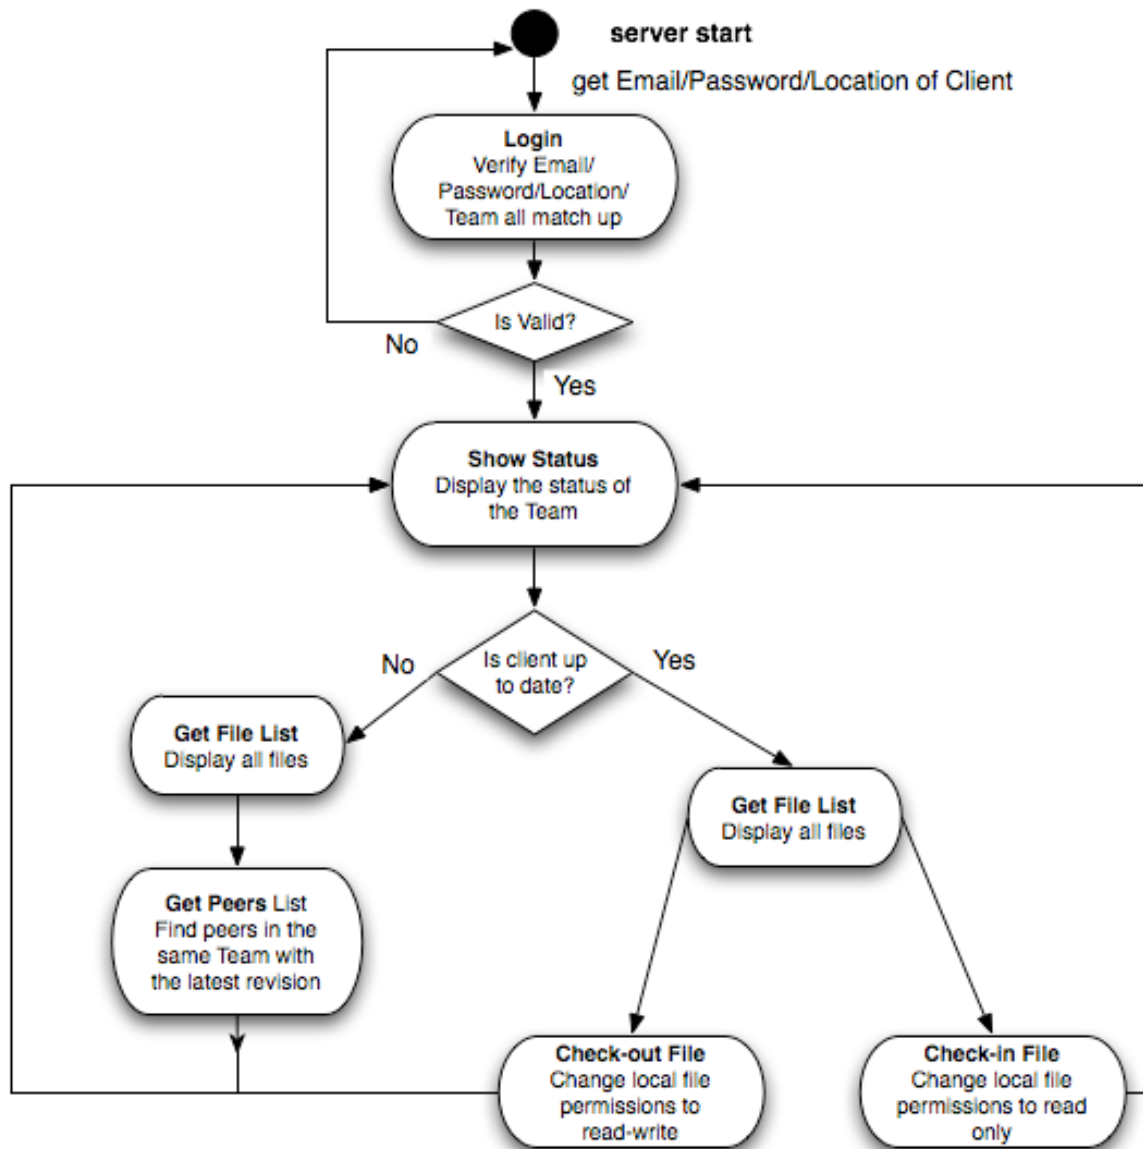 server start
get Email/Password/Location of Client
Login
Verify Email/
Password/Location/
Team all match up
Is Valid?
No
Yes
Show Status
Display the status of
the Team
Is client up
to date?
No
Yes
Get File List
Display all files
Get File List
Display all files
Get Peers List
Find peers in the
same Team with
the latest revision
Check-out File
Change local file
permissions to
read-write
Check-in File
Change local file
permissions to read
only